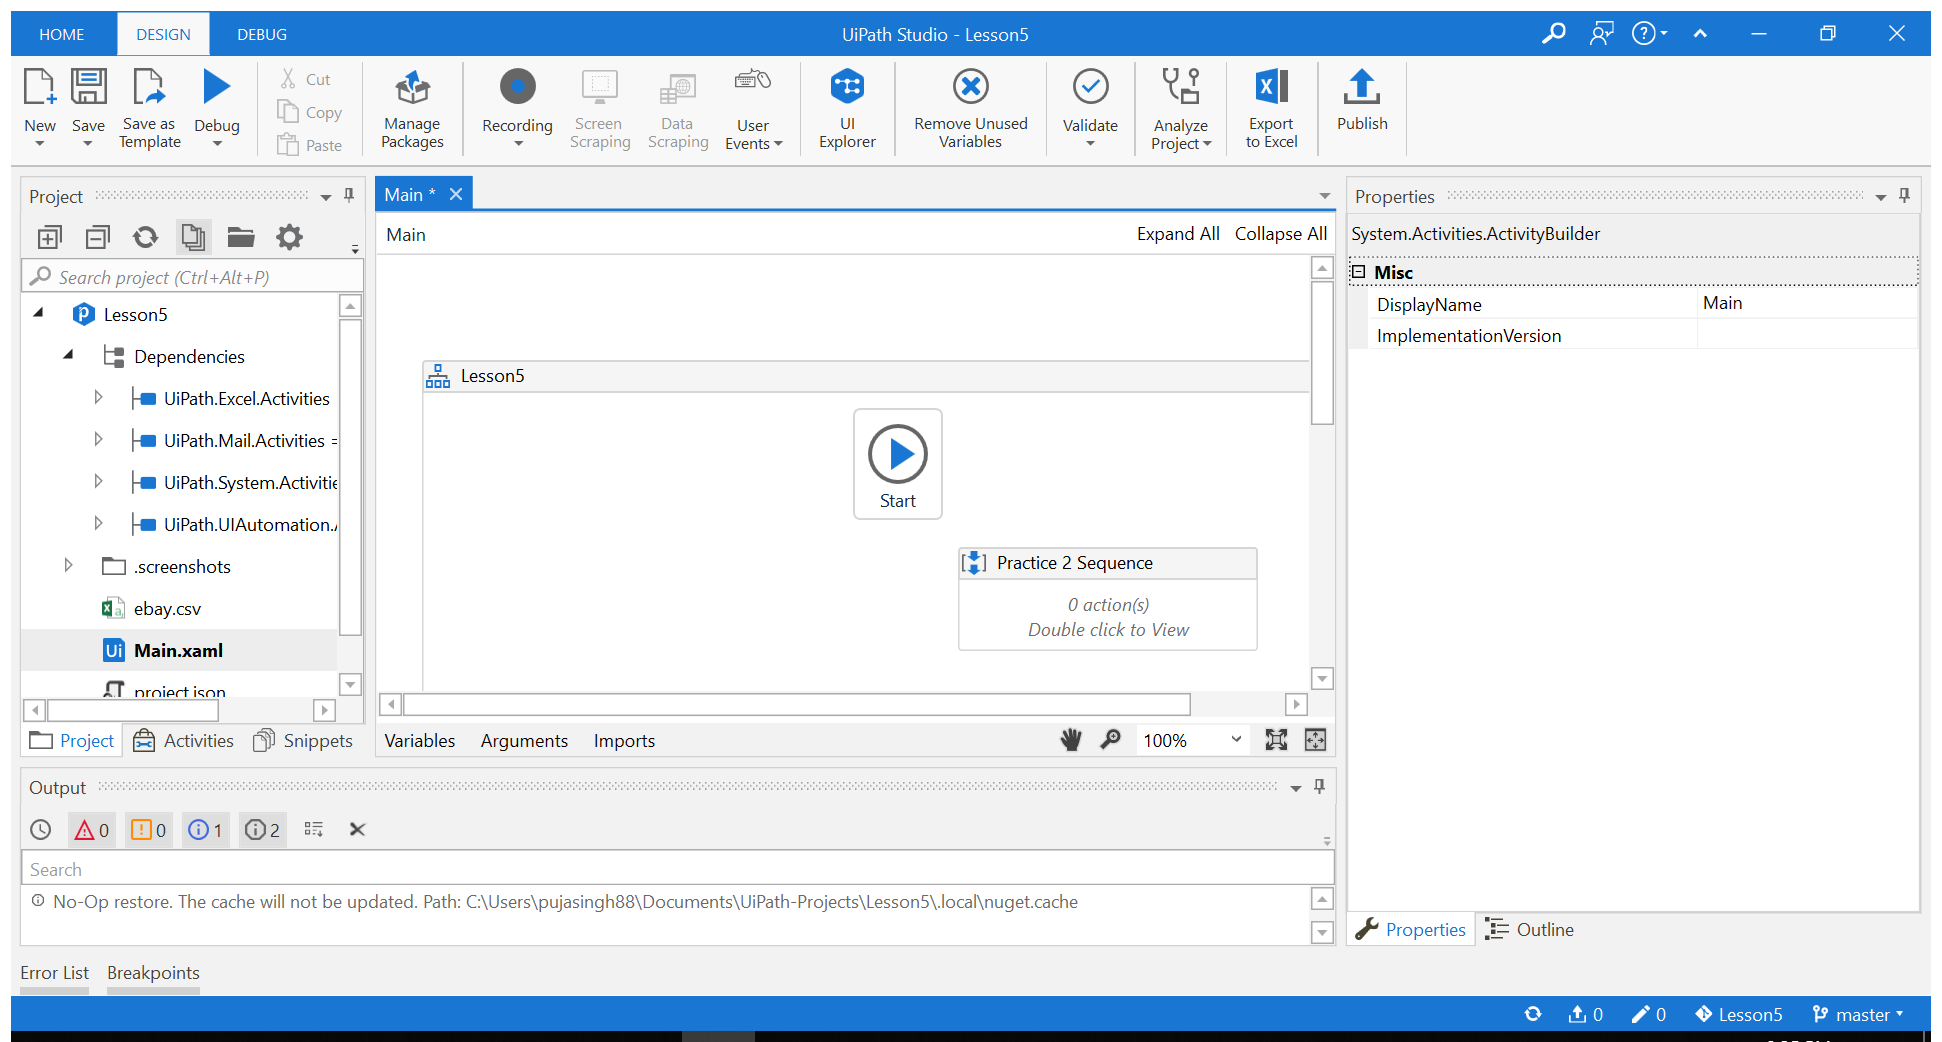 HOME DESIGN DEBUG UiPath Studio - Lesson5
New Save Save as Template Debug
Cut
Copy
Paste
Manage Packages
Recording Screen Scraping Data Scraping User Events
UI Explorer
Remove Unused Variables
Validate
Analyze Project
Export to Excel
Publish
Project
Search project (Ctrl+Alt+P)
Lesson5
Dependencies
UiPath.Excel.Activities
UiPath.Mail.Activities =
UiPath.System.Activitie
UiPath.UIAutomation.
.screenshots
ebay.csv
Ui Main.xaml
project.json
Project Activities Snippets
Main *
Main Expand All Collapse All
Lesson5
Start
Practice 2 Sequence
0 action(s)
Double click to View
Variables Arguments Imports 100%
Properties
System.Activities.ActivityBuilder
Misc
DisplayName Main
ImplementationVersion
Properties Outline
Output
0 0 1 2
Search
No-Op restore. The cache will not be updated. Path: C:\Users\pujasingh88\Documents\UiPath-Projects\Lesson5\.local\nuget.cache
Error List Breakpoints
0 0 Lesson5 master